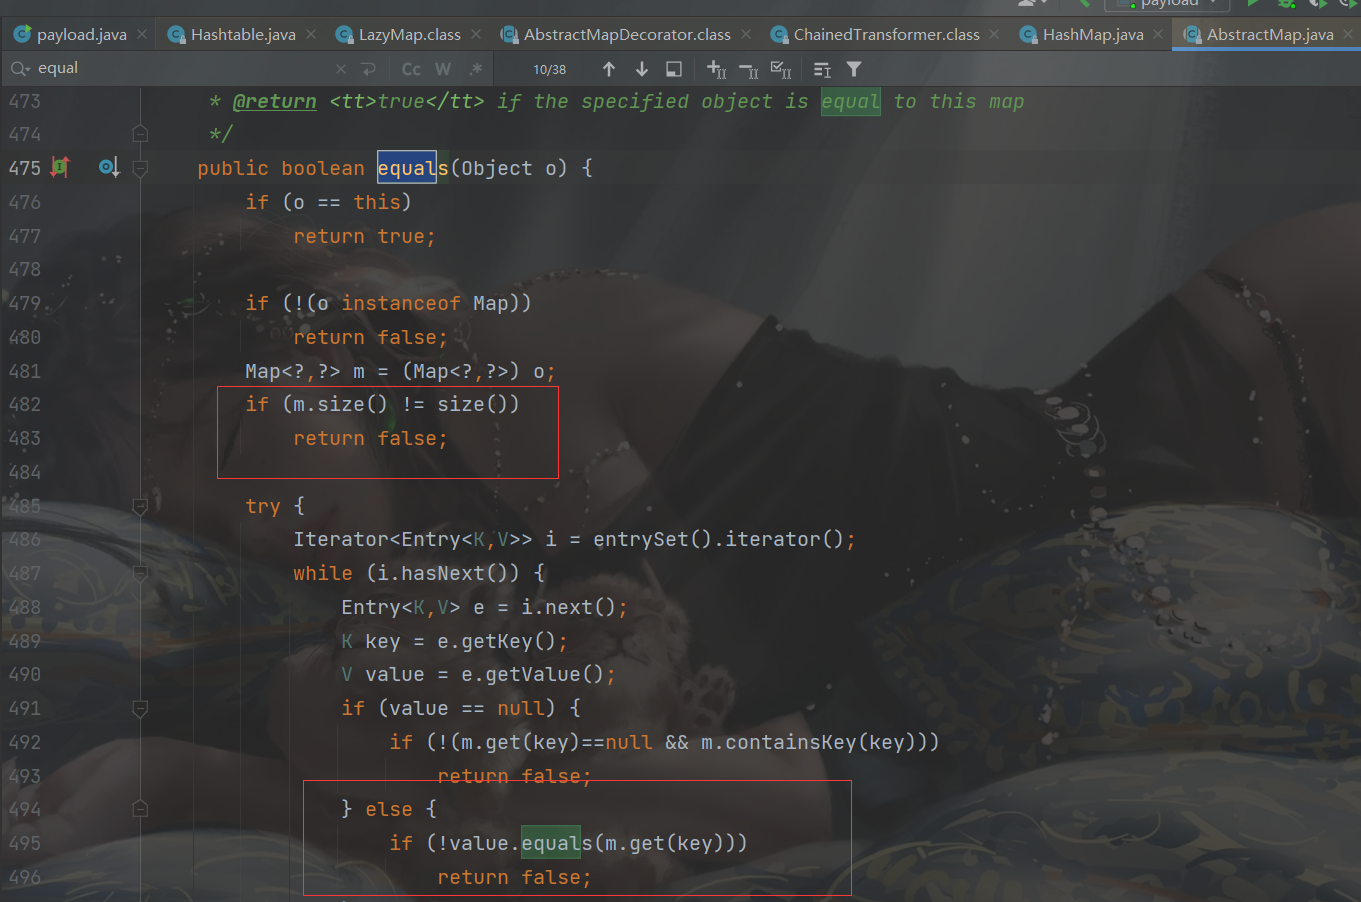 payload
payload.java Hashtable.java LazyMap.class AbstractMapDecorator.class ChainedTransformer.class HashMap.java AbstractMap.java
equal Cc W .* 10/38
473 * @return <tt>true</tt> if the specified object is equal to this map
474 */
475 public boolean equals(Object o) {
476 if (o == this)
477 return true;
478
479 if (!(o instanceof Map))
480 return false;
481 Map<?,?> m = (Map<?,?>) o;
482 if (m.size() != size())
483 return false;
484
485 try {
486 Iterator<Entry<K,V>> i = entrySet().iterator();
487 while (i.hasNext()) {
488 Entry<K,V> e = i.next();
489 K key = e.getKey();
490 V value = e.getValue();
491 if (value == null) {
492 if (!(m.get(key)==null && m.containsKey(key)))
493 return false;
494 } else {
495 if (!value.equals(m.get(key)))
496 return false;